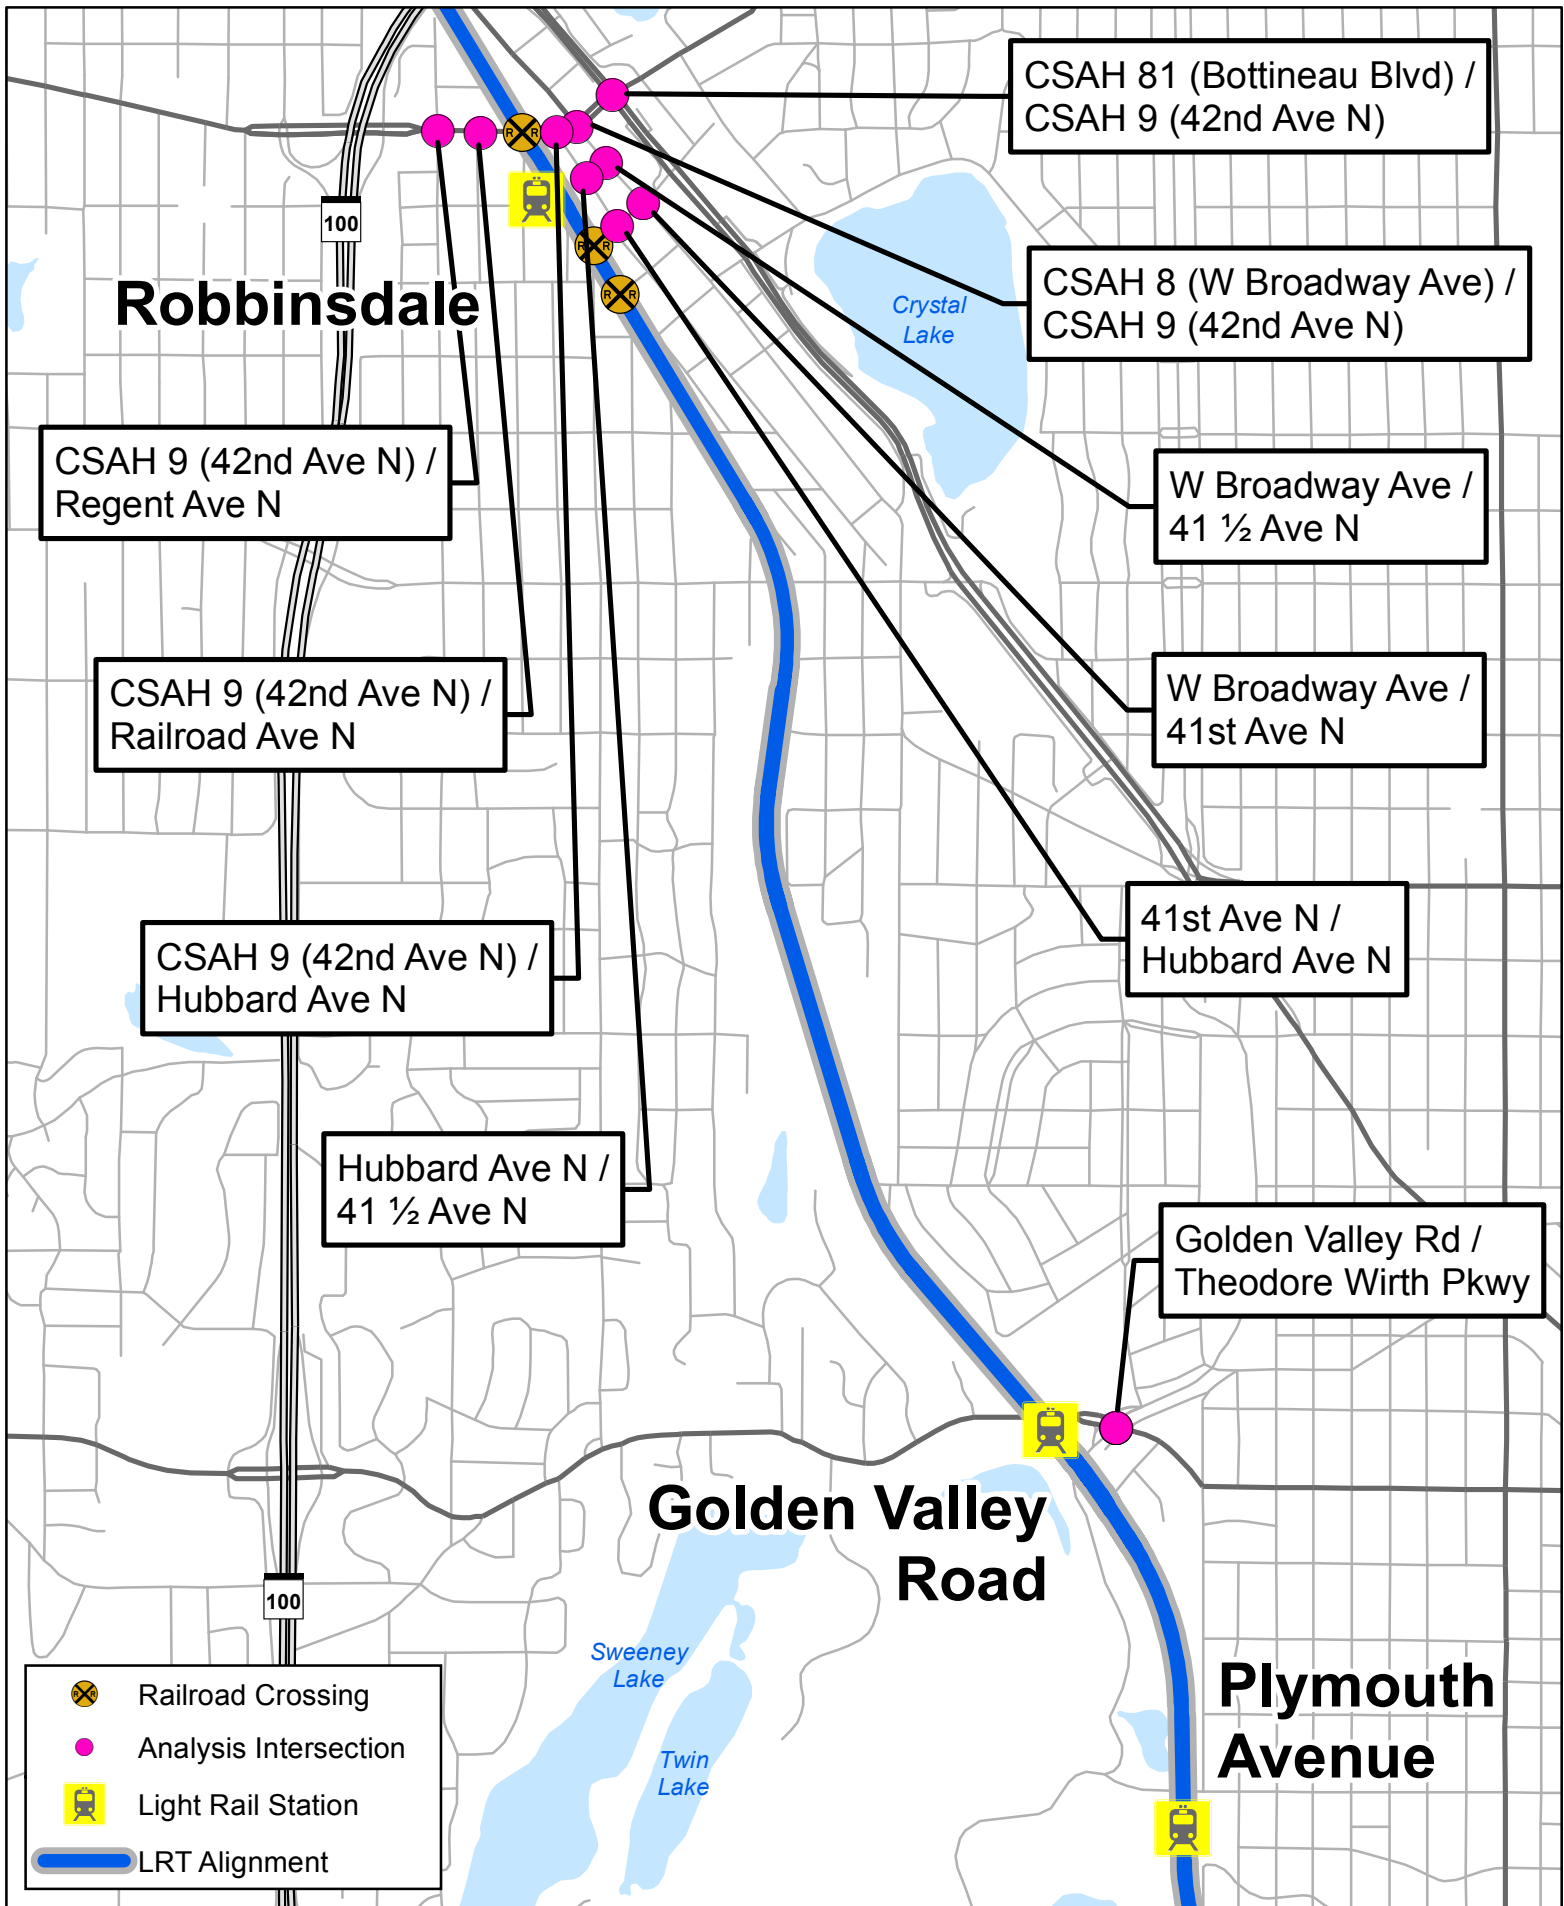 CSAH 81 (Bottineau Blvd) /
CSAH 9 (42nd Ave N)
100
Robbinsdale
Crystal
Lake
CSAH 8 (W Broadway Ave) /
CSAH 9 (42nd Ave N)
CSAH 9 (42nd Ave N) /
Regent Ave N
W Broadway Ave /
41 ½ Ave N
CSAH 9 (42nd Ave N) /
Railroad Ave N
W Broadway Ave /
41st Ave N
CSAH 9 (42nd Ave N) /
Hubbard Ave N
41st Ave N /
Hubbard Ave N
Hubbard Ave N /
41 ½ Ave N
Golden Valley Rd /
Theodore Wirth Pkwy
Golden Valley
Road
100
Sweeney
Lake
Twin
Lake
Plymouth
Avenue
R R Railroad Crossing
Analysis Intersection
Light Rail Station
LRT Alignment
R R
R R
R R